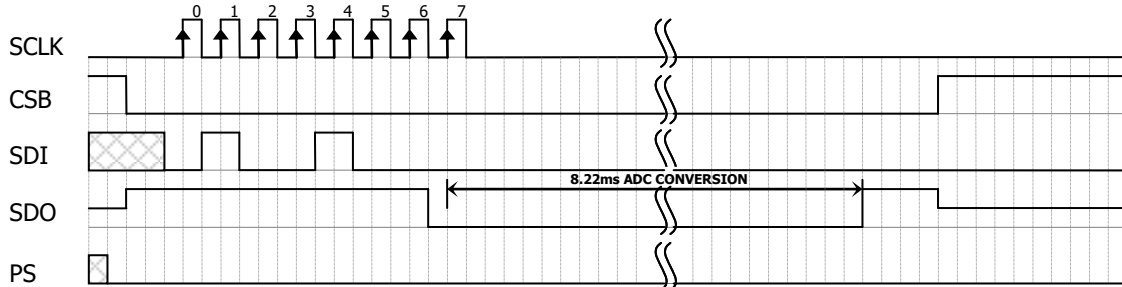 0 1 2 3 4 5 6 7
SCLK
CSB
SDI
8.22ms ADC CONVERSION
SDO
PS